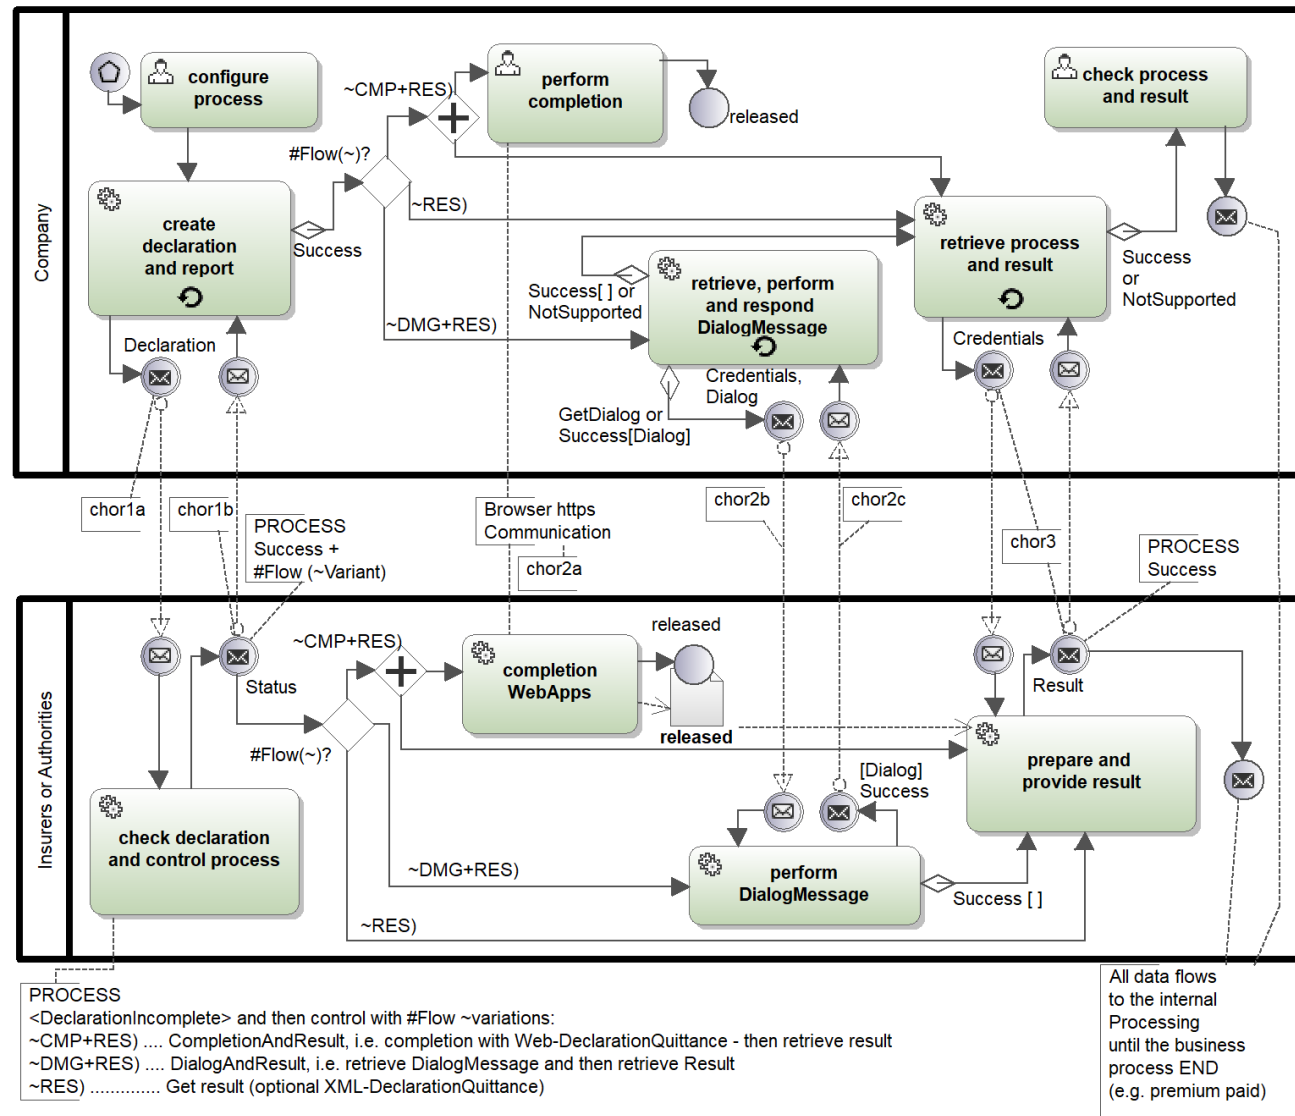 Company
configure
process
perform
completion
released
check process
and result
~CMP+RES)
#Flow(~)?
~RES)
create
declaration
and report
Success
retrieve process
and result
Success
or
NotSupported
retrieve, perform
and respond
DialogMessage
Success[ ] or
NotSupported
~DMG+RES)
Declaration
Credentials
Credentials,
Dialog
GetDialog or
Success[Dialog]
chor1a
chor1b
PROCESS
Success +
#Flow (~Variant)
Browser https
Communication
chor2a
chor2b
chor2c
chor3
PROCESS
Success
Insurers or Authorities
~CMP+RES)
completion
WebApps
released
released
Status
Result
#Flow(~)?
prepare and
provide result
[Dialog]
Success
check declaration
and control process
~DMG+RES)
perform
DialogMessage
Success [ ]
~RES)
PROCESS
<DeclarationIncomplete> and then control with #Flow ~variations:
~CMP+RES) .... CompletionAndResult, i.e. completion with Web-DeclarationQuittance - then retrieve result
~DMG+RES) .... DialogAndResult, i.e. retrieve DialogMessage and then retrieve Result
~RES) ............. Get result (optional XML-DeclarationQuittance)
All data flows
to the internal
Processing
until the business
process END
(e.g. premium paid)